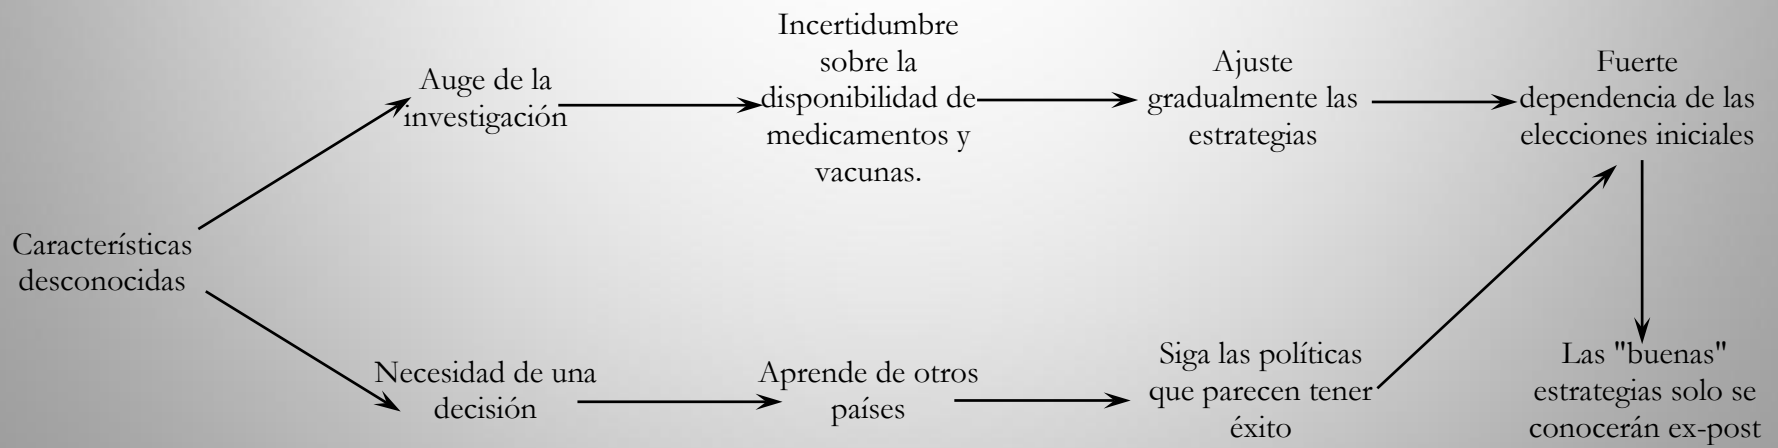 Incertidumbre
sobre la
disponibilidad de
medicamentos y
vacunas.
Auge de la
investigación
Ajuste
gradualmente las
estrategias
Fuerte
dependencia de las
elecciones iniciales
Características
desconocidas
Necesidad de una
decisión
Aprende de otros
países
Siga las políticas
que parecen tener
éxito
Las "buenas"
estrategias solo se
conocerán ex-post